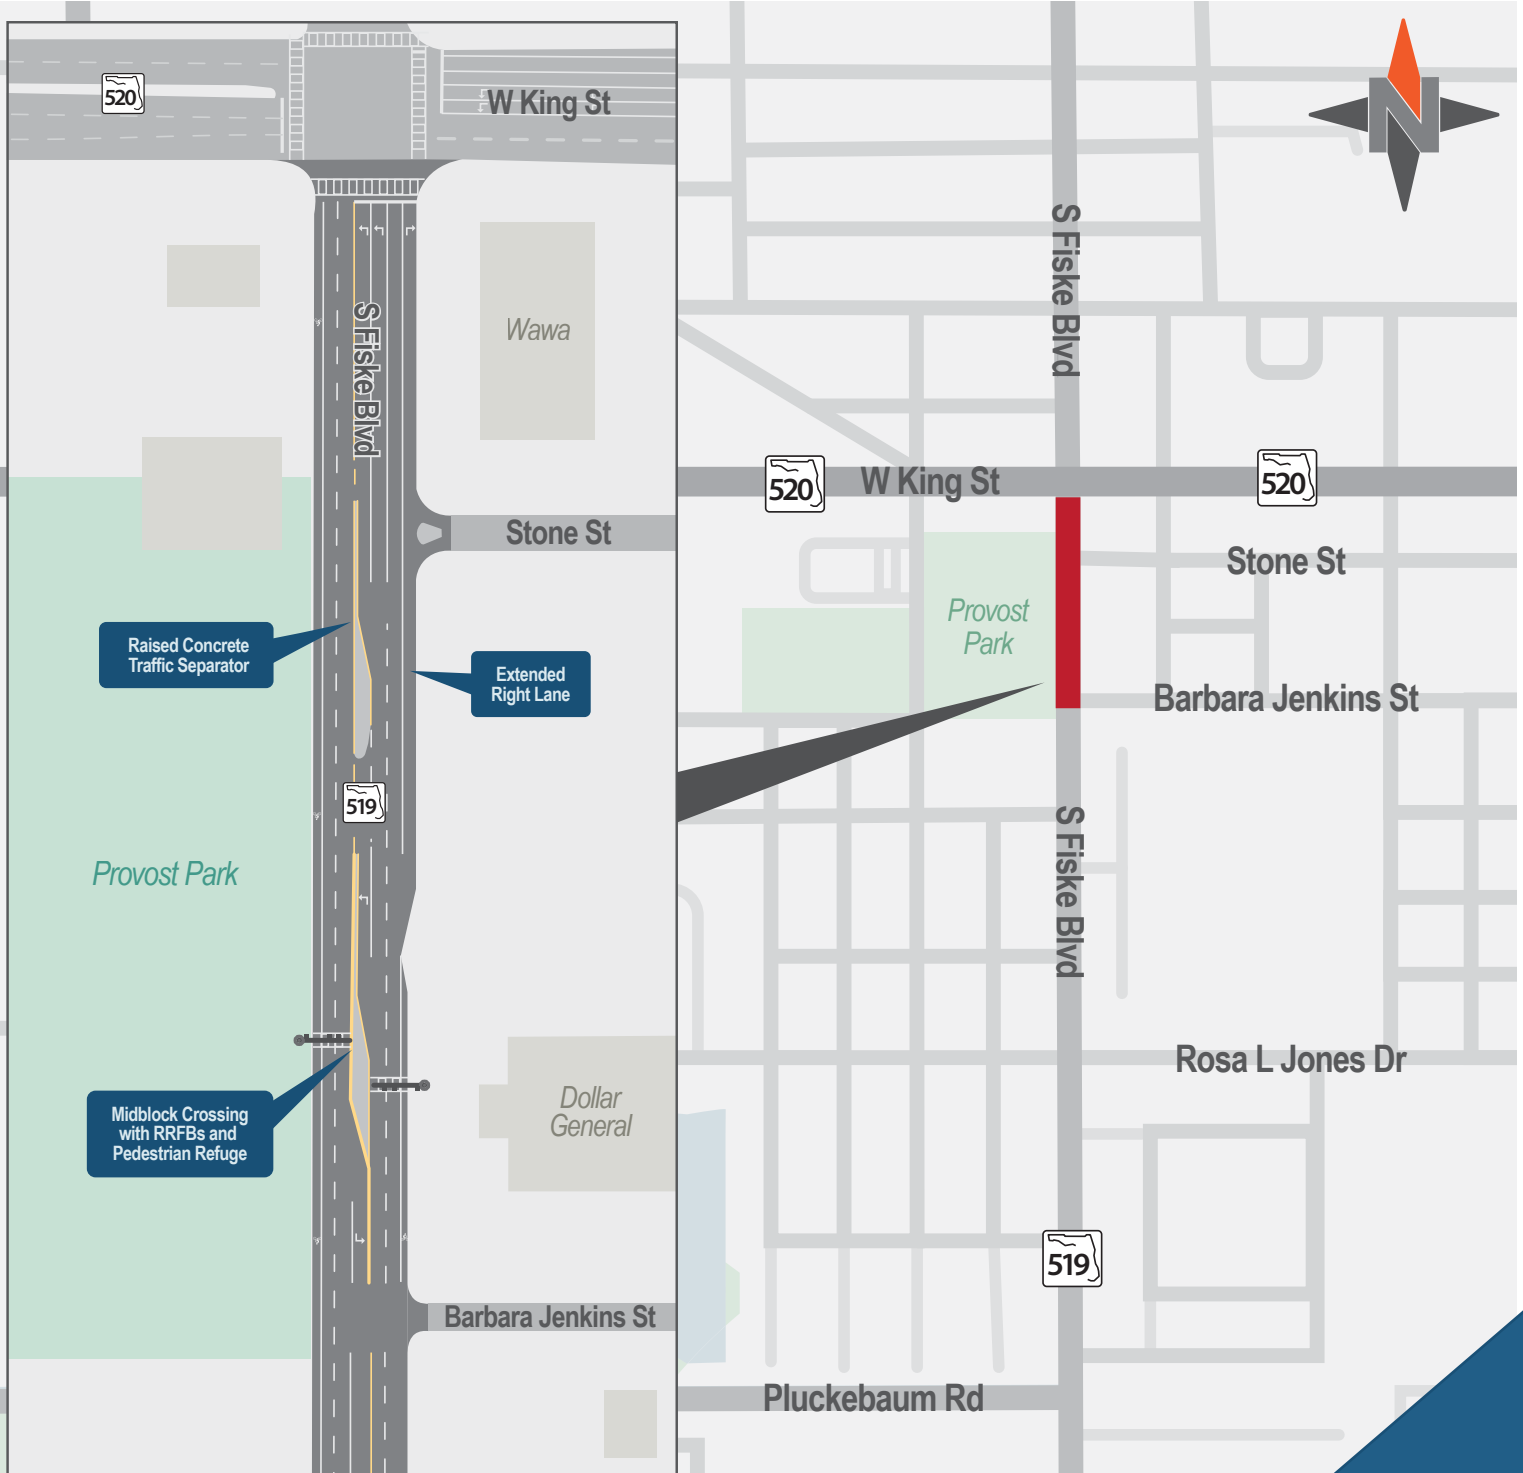 520
W King St
S Fiske Blvd
Wawa
Stone St
Raised Concrete
Traffic Separator
Extended
Right Lane
519
Provost Park
Midblock Crossing
with RRFBs and
Pedestrian Refuge
Dollar
General
Barbara Jenkins St
N
S Fiske Blvd
520
W King St
520
Stone St
Provost
Park
Barbara Jenkins St
S Fiske Blvd
Rosa L Jones Dr
519
Pluckebaum Rd